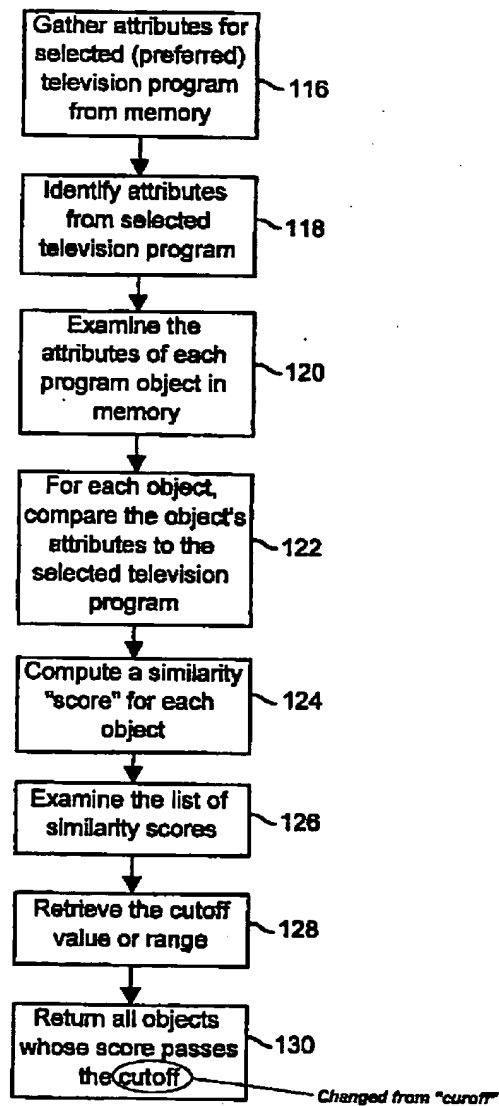 Gather attributes for
selected (preferred)
television program
from memory
116
Identify attributes
from selected
television program
118
Examine the
attributes of each
program object in
memory
120
For each object,
compare the object's
attributes to the
selected television
program
122
Compute a similarity
"score" for each
object
124
Examine the list of
similarity scores
126
Retrieve the cutoff
value or range
128
Return all objects
whose score passes
the cutoff
130
Changed from "curoff"